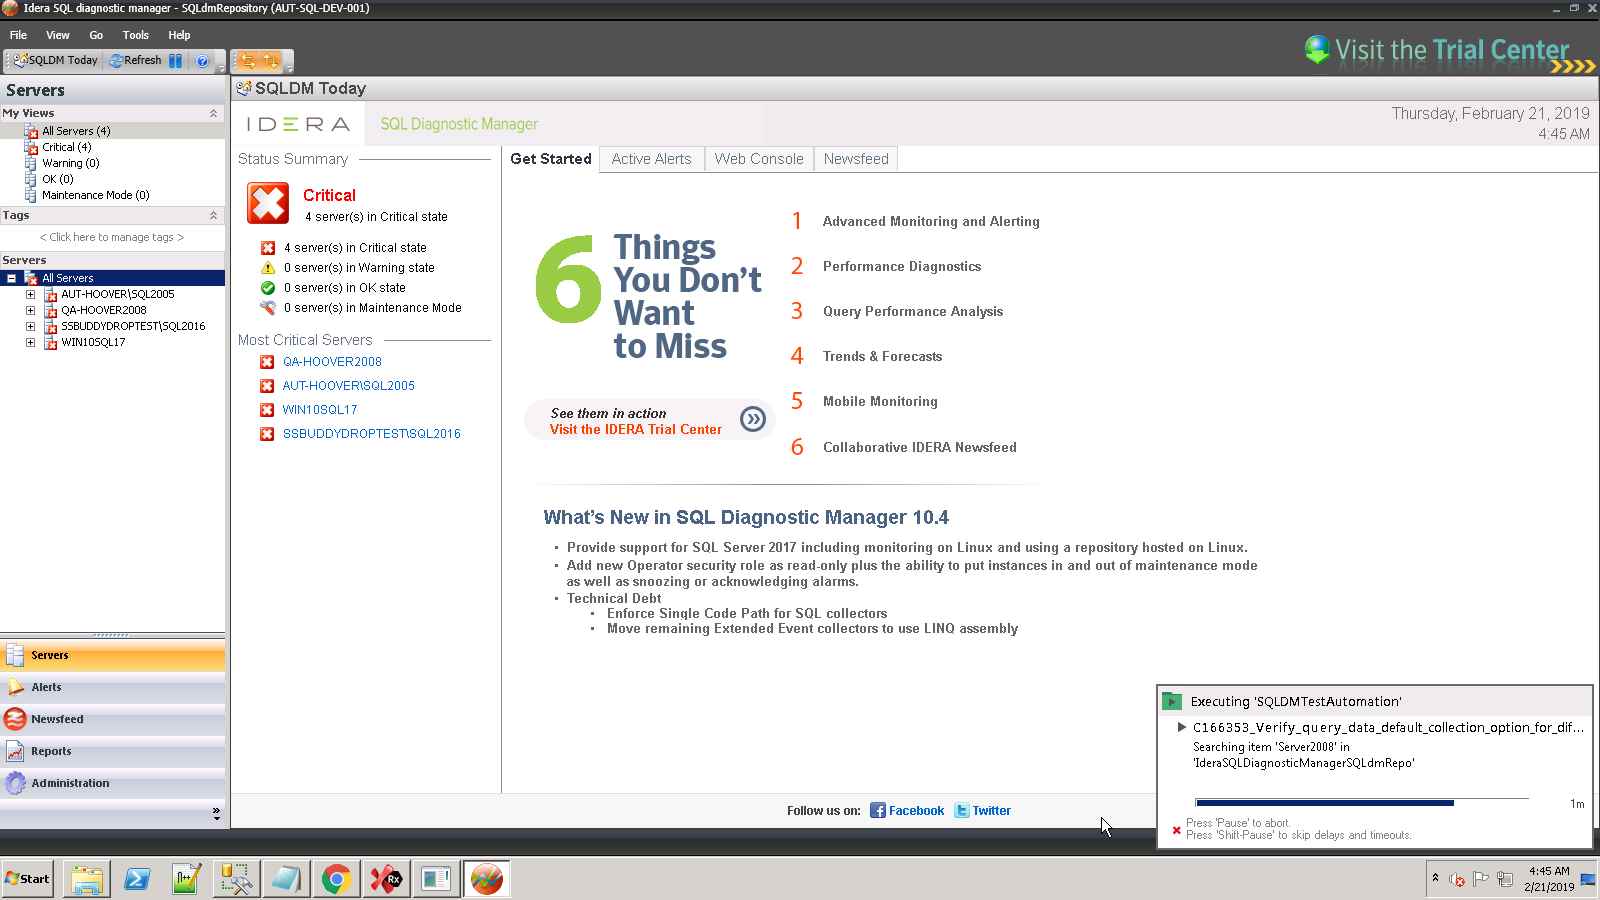 Idera SQL diagnostic manager - SQLdmRepository (AUT-SQL-DEV-001)
File View Go Tools Help
SQLDM Today Refresh
Visit the Trial Center
Servers
My Views
All Servers (4)
Critical (4)
Warning (0)
OK (0)
Maintenance Mode (0)
Tags
< Click here to manage tags >
Servers
All Servers
AUT-HOOVER\SQL2005
QA-HOOVER2008
SSBUDDYDROPTEST\SQL2016
WIN10SQL17
Servers
Alerts
Newsfeed
Reports
Administration
SQLDM Today
IDERA SQL Diagnostic Manager
Thursday, February 21, 2019
4:45 AM
Status Summary
Critical
4 server(s) in Critical state
4 server(s) in Critical state
0 server(s) in Warning state
0 server(s) in OK state
0 server(s) in Maintenance Mode
Most Critical Servers
QA-HOOVER2008
AUT-HOOVER\SQL2005
WIN10SQL17
SSBUDDYDROPTEST\SQL2016
Get Started Active Alerts Web Console Newsfeed
6 Things
You Don't
Want
to Miss
See them in action
Visit the IDERA Trial Center
1 Advanced Monitoring and Alerting
2 Performance Diagnostics
3 Query Performance Analysis
4 Trends & Forecasts
5 Mobile Monitoring
6 Collaborative IDERA Newsfeed
What's New in SQL Diagnostic Manager 10.4
• Provide support for SQL Server 2017 including monitoring on Linux and using a repository hosted on Linux.
• Add new Operator security role as read-only plus the ability to put instances in and out of maintenance mode
as well as snoozing or acknowledging alarms.
• Technical Debt
• Enforce Single Code Path for SQL collectors
• Move remaining Extended Event collectors to use LINQ assembly
Follow us on: Facebook Twitter
Executing 'SQLDMTestAutomation'
C166353_Verify_query_data_default_collection_option_for_dif...
Searching item 'Server2008' in
'IderaSQLDiagnosticManagerSQLdmRepo'
1m
Press 'Pause' to abort.
Press 'Shift-Pause' to skip delays and timeouts.
Start
4:45 AM
2/21/2019